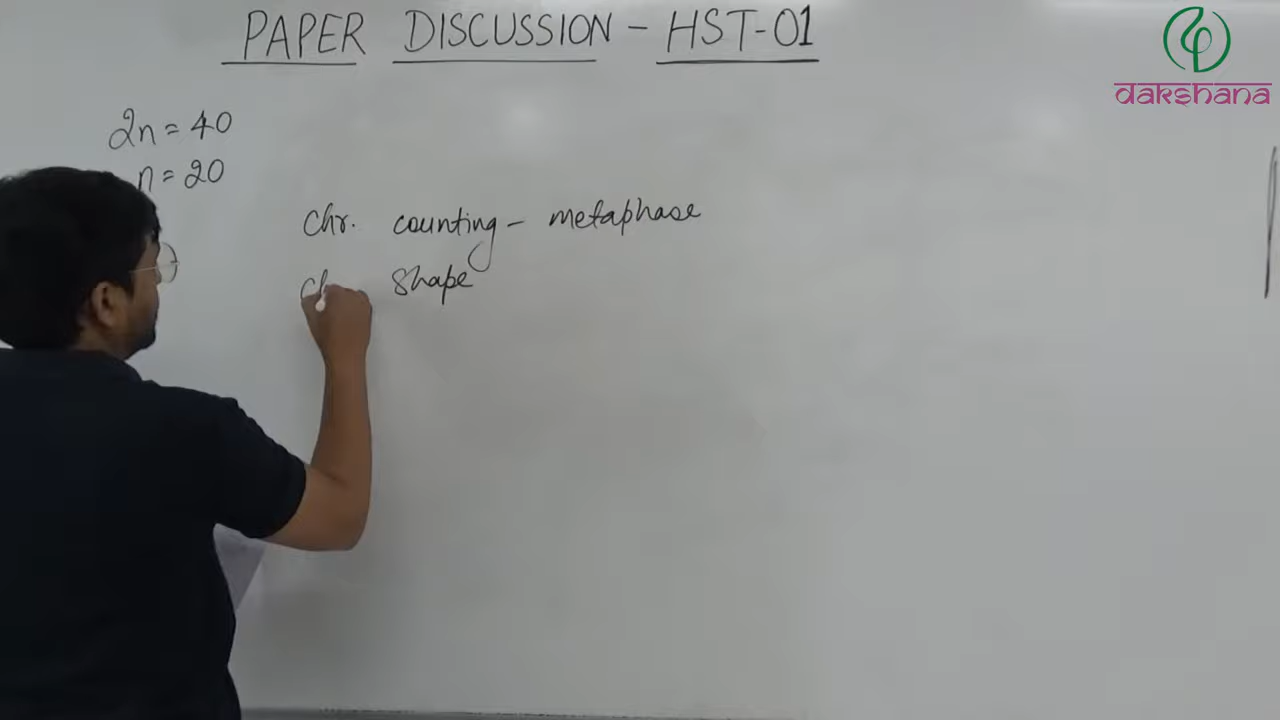 PAPER DISCUSSION - HST-01
dakshana
2n = 40
n = 20
Chr. counting - metaphase
shape